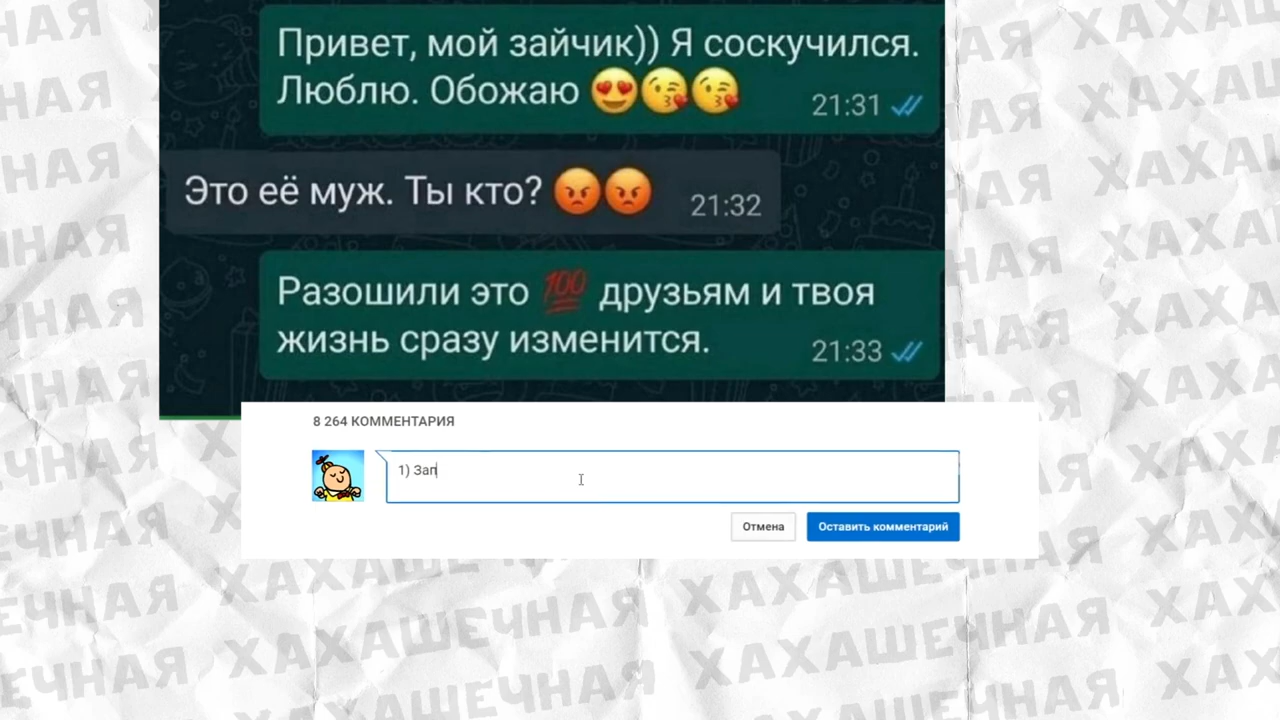 Привет, мой зайчик)) Я соскучился.
Люблю. Обожаю 😍😘😘
21:31
Это её муж. Ты кто? 😡😡
21:32
Разошили это 💯 друзьям и твоя
жизнь сразу изменится.
21:33
8 264 КОММЕНТАРИЯ
1) Зап
Отмена
Оставить комментарий
ХАХАШЕЧНАЯ